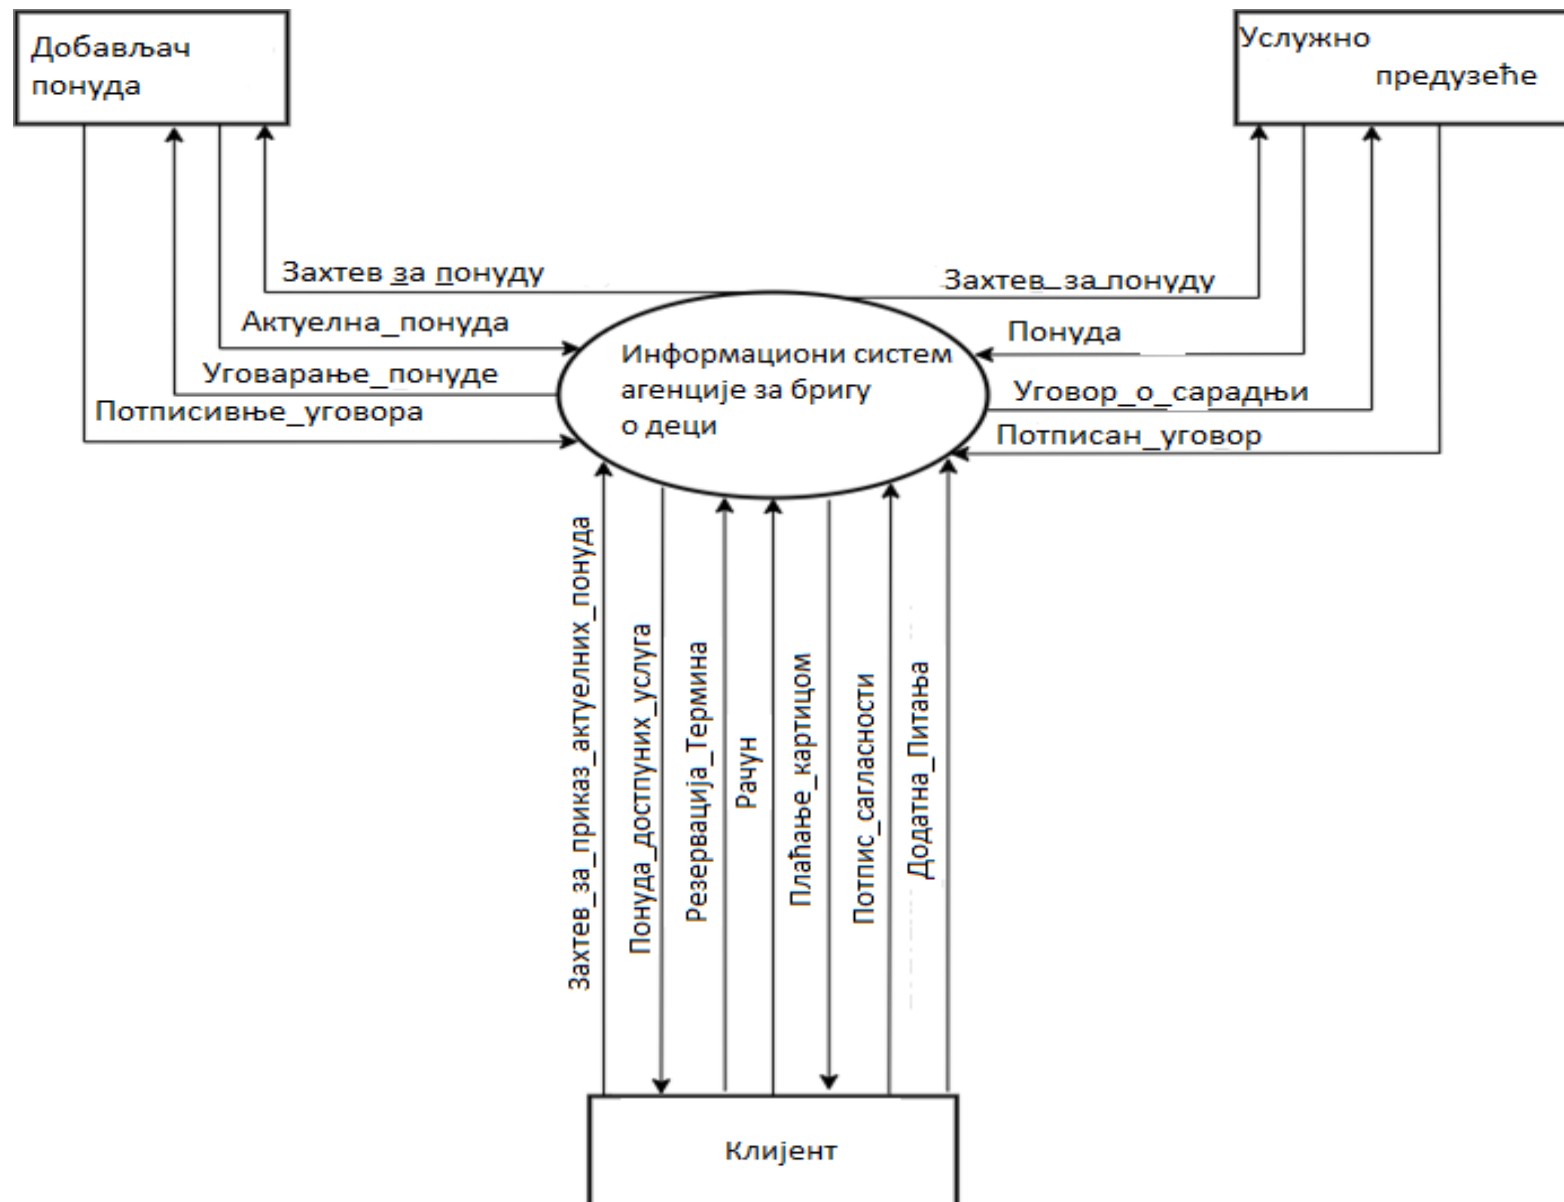 Добављач
понуда
Услужно
предузеће
Захтев за понуду
Захтев_за_понуду
Актуелна_понуда
Понуда
Информациони систем
агенције за бригу
о деци
Уговарање_понуде
Уговор_о_сарадњи
Потписивње_уговора
Потписан_уговор
Захтев_за_приказ_актуелних_понуда
Понуда_достпуних_услуга
Резервација_Термина
Рачун
Плаћање_картицом
Потпис_сагласности
Додатна_Питања
Клијент